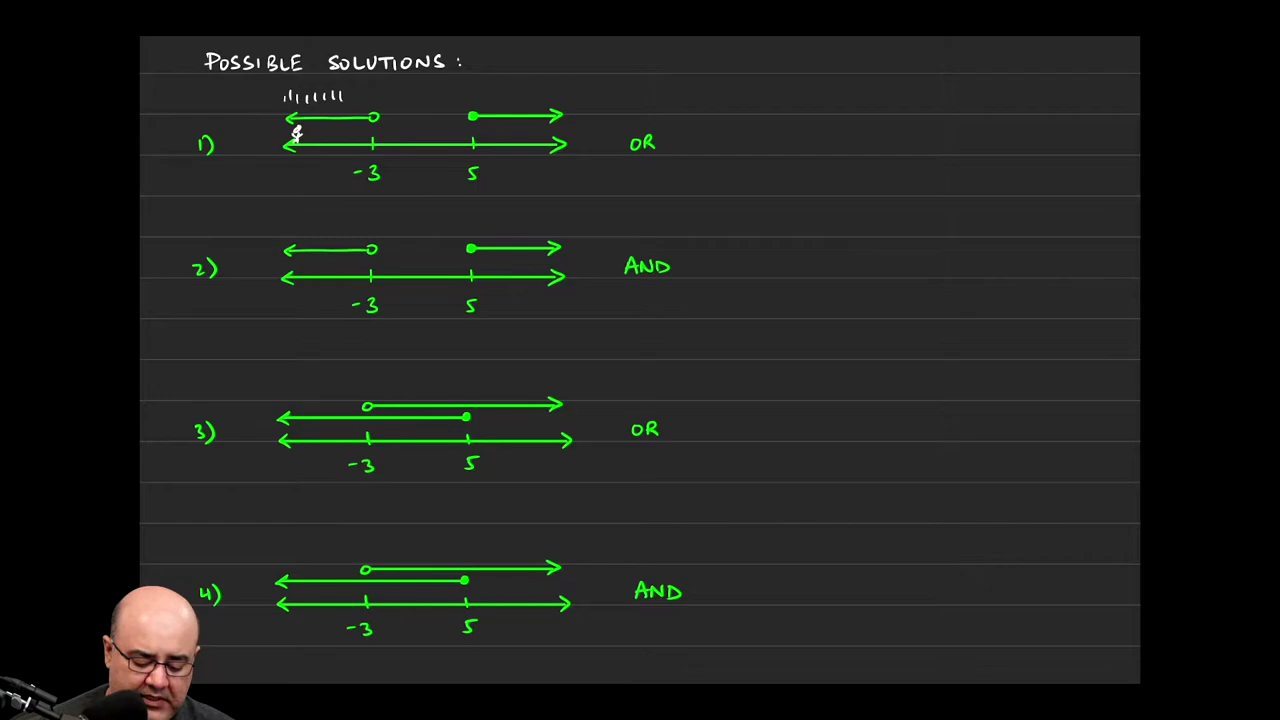 POSSIBLE SOLUTIONS:
1) OR
-3 5
2) AND
-3 5
3) OR
-3 5
4) AND
-3 5